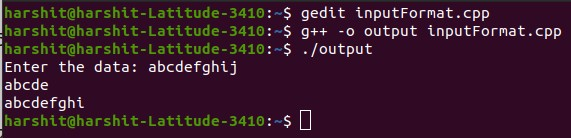 harshit@harshit-Latitude-3410:~$ gedit inputFormat.cpp
harshit@harshit-Latitude-3410:~$ g++ -o output inputFormat.cpp
harshit@harshit-Latitude-3410:~$ ./output
Enter the data: abcdefghij
abcde
abcdefghi
harshit@harshit-Latitude-3410:~$